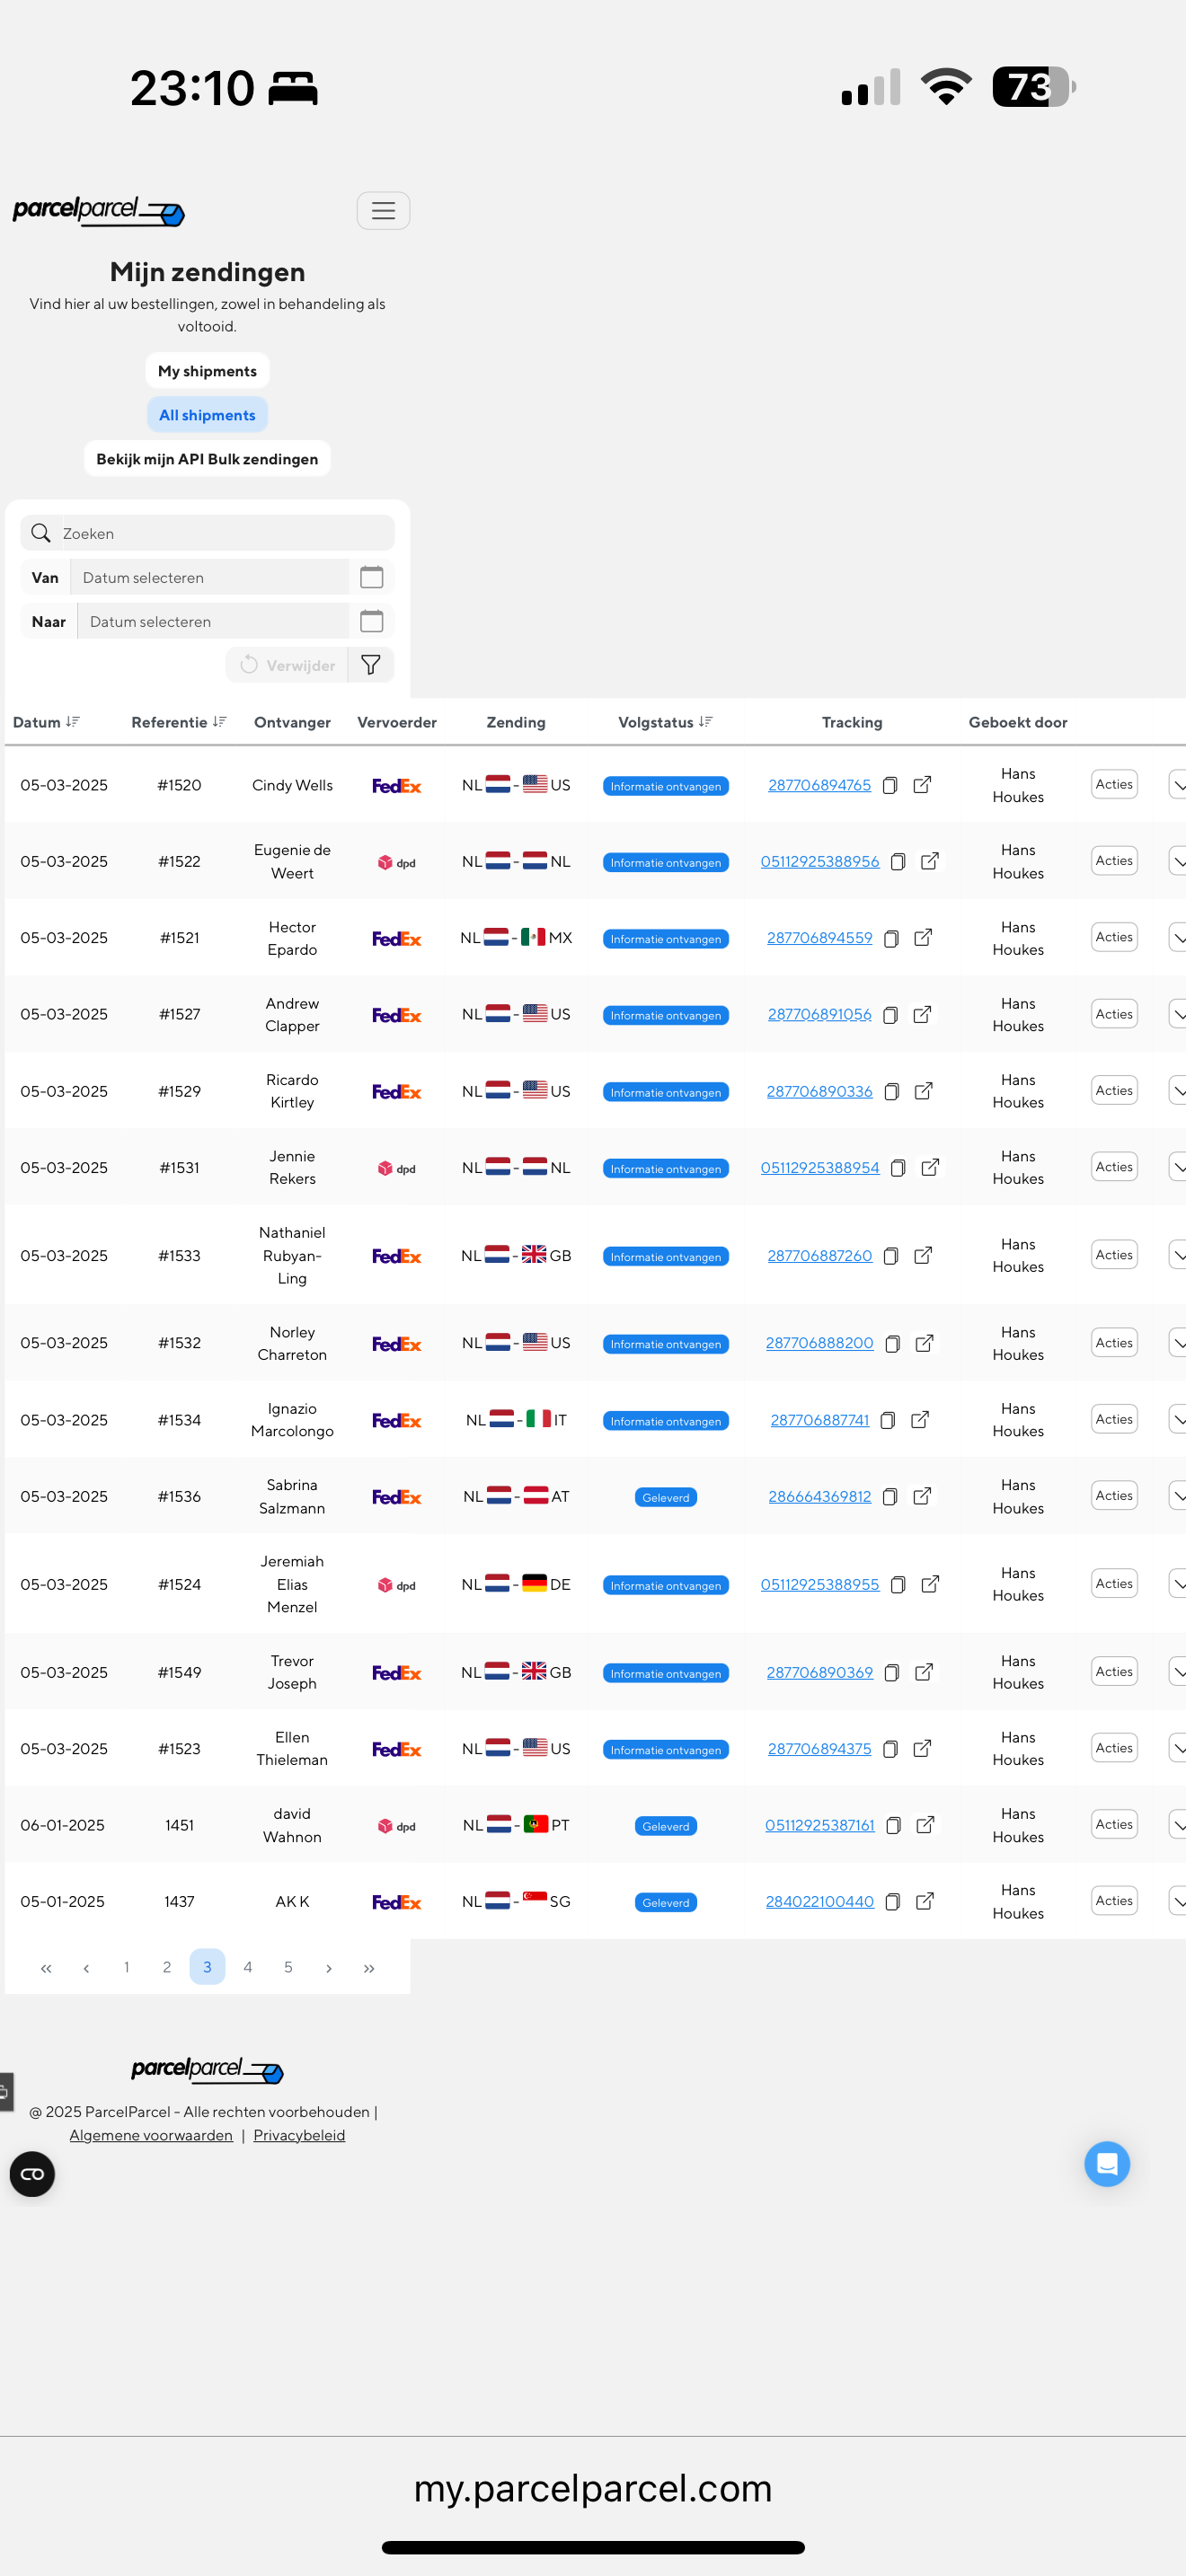 23:10
73
parcelparcel
Mijn zendingen
Vind hier al uw bestellingen, zowel in behandeling als
voltooid.
My shipments
All shipments
Bekijk mijn API Bulk zendingen
Zoeken
Van Datum selecteren
Naar Datum selecteren
Verwijder
Datum Referentie Ontvanger Vervoerder Zending Volgstatus Tracking Geboekt door
05-03-2025 #1520 Cindy Wells FedEx NL - US Informatie ontvangen 287706894765 Hans Houkes Acties
05-03-2025 #1522 Eugenie de Weert dpd NL - NL Informatie ontvangen 05112925388956 Hans Houkes Acties
05-03-2025 #1521 Hector Epardo FedEx NL - MX Informatie ontvangen 287706894559 Hans Houkes Acties
05-03-2025 #1527 Andrew Clapper FedEx NL - US Informatie ontvangen 287706891056 Hans Houkes Acties
05-03-2025 #1529 Ricardo Kirtley FedEx NL - US Informatie ontvangen 287706890336 Hans Houkes Acties
05-03-2025 #1531 Jennie Rekers dpd NL - NL Informatie ontvangen 05112925388954 Hans Houkes Acties
05-03-2025 #1533 Nathaniel Rubyan-Ling FedEx NL - GB Informatie ontvangen 287706887260 Hans Houkes Acties
05-03-2025 #1532 Norley Charreton FedEx NL - US Informatie ontvangen 287706888200 Hans Houkes Acties
05-03-2025 #1534 Ignazio Marcolongo FedEx NL - IT Informatie ontvangen 287706887741 Hans Houkes Acties
05-03-2025 #1536 Sabrina Salzmann FedEx NL - AT Geleverd 286664369812 Hans Houkes Acties
05-03-2025 #1524 Jeremiah Elias Menzel dpd NL - DE Informatie ontvangen 05112925388955 Hans Houkes Acties
05-03-2025 #1549 Trevor Joseph FedEx NL - GB Informatie ontvangen 287706890369 Hans Houkes Acties
05-03-2025 #1523 Ellen Thieleman FedEx NL - US Informatie ontvangen 287706894375 Hans Houkes Acties
06-01-2025 1451 david Wahnon dpd NL - PT Geleverd 05112925387161 Hans Houkes Acties
05-01-2025 1437 AK K FedEx NL - SG Geleverd 284022100440 Hans Houkes Acties
« ‹ 1 2 3 4 5 › »
parcelparcel
@ 2025 ParcelParcel - Alle rechten voorbehouden |
Algemene voorwaarden | Privacybeleid
my.parcelparcel.com